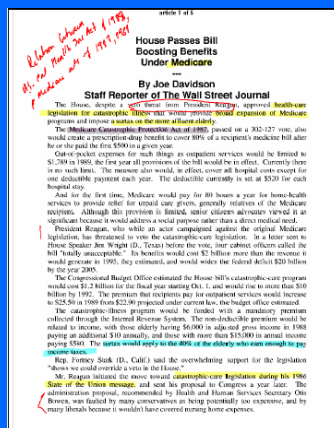 article 1 of 6
Relation between
Act of 1988,
House Passes Bill
Boosting Benefits
Under Medicare
---
By Joe Davidson
Staff Reporter of The Wall Street Journal
The House, despite a veto threat from President Reagan, approved health-care
legislation for catastrophic illness that would provide broad expansion of Medicare
programs and impose a surtax on the more affluent elderly.
The Medicare Catastrophic Protection Act of 1987, passed on a 302-127 vote, also
would create a prescription-drug benefit to cover 80% of a recipient's medicine bill after
he or she paid the first $500 in a given year.
Out-of-pocket expenses for such things as outpatient services would be limited to
$1,789 in 1989, the first year all provisions of the bill would be in effect. Currently there
is no such limit. The measure also would, in effect, cover all hospital costs except for
one deductible payment each year. The deductible currently is set at $520 for each
hospital stay.
And for the first time, Medicare would pay for 80 hours a year for home-health
services to provide relief for unpaid care givers, generally relatives of the Medicare
recipients. Although this provision is limited, senior citizens advocates viewed it as
significant because it would address a social purpose rather than a direct medical need.
President Reagan, who while an actor campaigned against the original Medicare
legislation, has threatened to veto the catastrophic-care legislation. In a letter sent to
House Speaker Jim Wright (D., Texas) before the vote, four cabinet officers called the
bill "totally unacceptable." Its benefits would cost $2 billion more than the revenue it
would generate in 1995, they estimated, and would widen the federal deficit $20 billion
by the year 2005.
The Congressional Budget Office estimated the House bill's catastrophic-care program
would cost $1.2 billion for the fiscal year starting Oct. 1, and would rise to more than $10
billion by 1992. The premium that recipients pay for outpatient services would increase
to $25.50 in 1989 from $22.90 projected under current law, the budget office estimated.
The catastrophic-illness program would be funded with a mandatory premium
collected through the Internal Revenue System. The non-deductible premium would be
related to income, with those elderly having $6,000 in adjusted gross income in 1988
paying an additional $10 annually, and those with more than $15,000 in annual income
paying $580. The surtax would apply to the 40% of the elderly who earn enough to pay
income taxes.
Rep. Fortney Stark (D., Calif.) said the overwhelming support for the legislation
"shows we could override a veto in the House."
Mr. Reagan initiated the move toward catastrophic-care legislation during his 1986
State of the Union message, and sent his proposal to Congress a year later. The
administration proposal, recommended by Health and Human Services Secretary Otis
Bowen, was faulted by many conservatives as being potentially too expensive, and by
many liberals because it wouldn't have covered nursing home expenses.